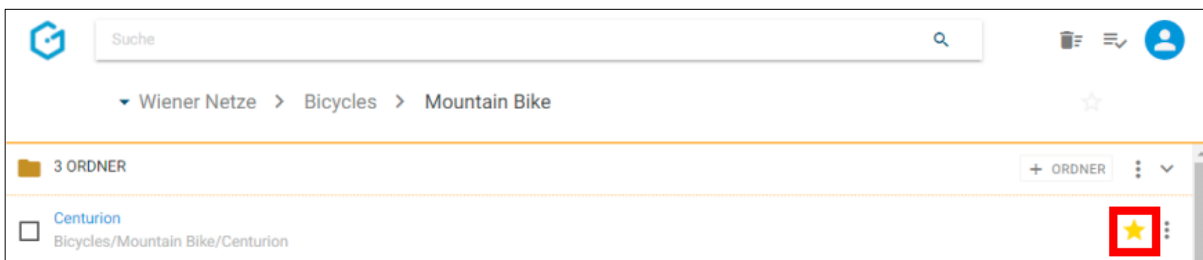 Suche
Wiener Netze > Bicycles > Mountain Bike
3 ORDNER
+ ORDNER
Centurion
Bicycles/Mountain Bike/Centurion